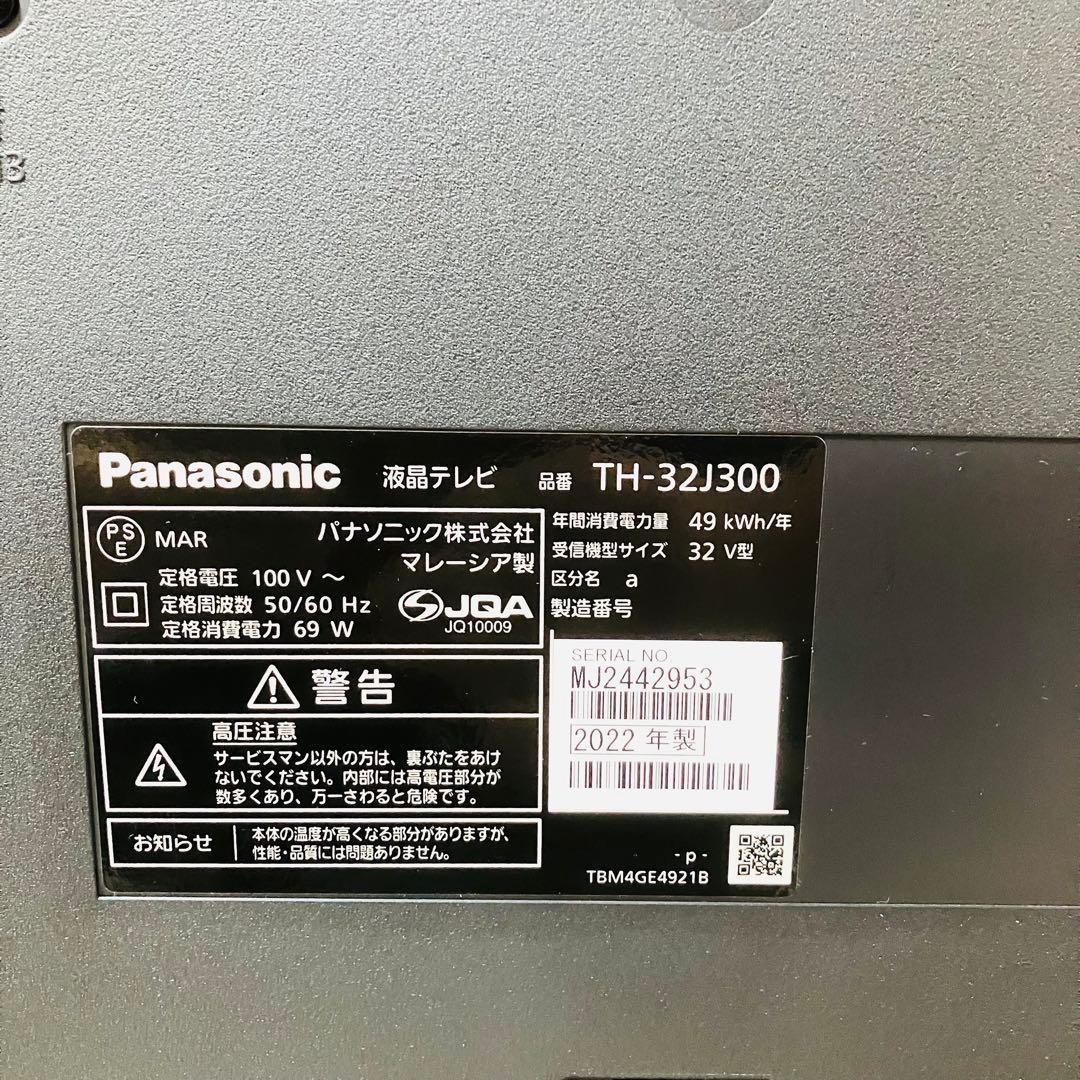 B
Panasonic 液晶テレビ 品番 TH-32J300
PS
E
MAR
パナソニック株式会社
マレーシア製
定格電圧 100 V ～
定格周波数 50/60 Hz
定格消費電力 69 W
JQA
JQ10009
年間消費電力量 49 kWh/年
受信機型サイズ 32 V型
区分名 a
製造番号
SERIAL NO.
MJ2442953
2022 年製
警告
高圧注意
サービスマン以外の方は、裏ぶたをあけ
ないでください。内部には高電圧部分が
数多くあり、万一さわると危険です。
お知らせ
本体の温度が高くなる部分がありますが、
性能・品質には問題ありません。
- p -
TBM4GE4921B